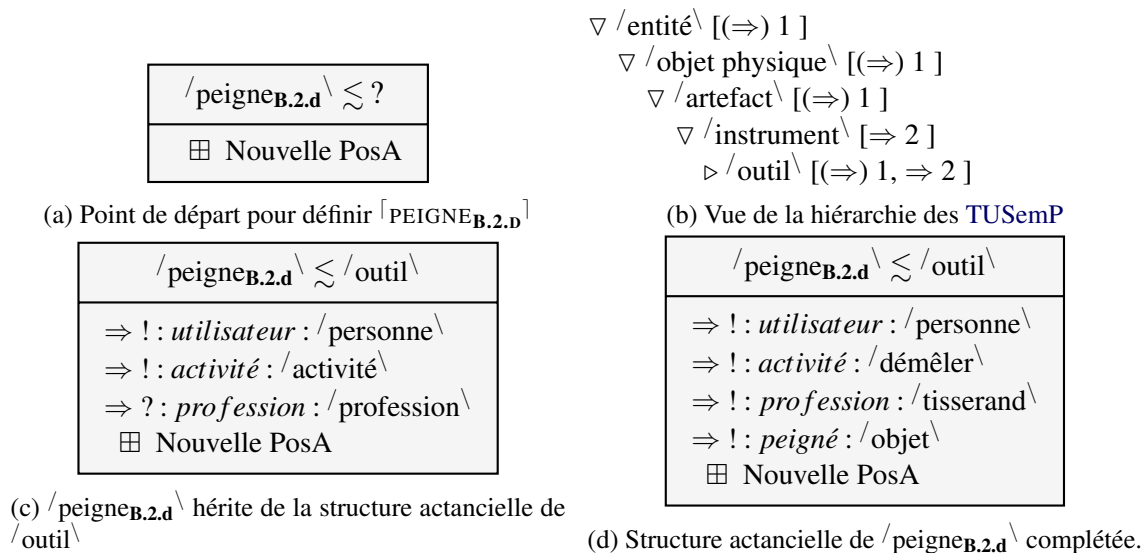 /peigneB.2.d\ ≲ ?
⊞ Nouvelle PosA
(a) Point de départ pour définir ⌈PEIGNEB.2.D⌉
▽ /entité\ [(⇒) 1 ]
▽ /objet physique\ [(⇒) 1 ]
▽ /artefact\ [(⇒) 1 ]
▽ /instrument\ [⇒ 2 ]
▷ /outil\ [(⇒) 1, ⇒ 2 ]
(b) Vue de la hiérarchie des TUSemP
/peigneB.2.d\ ≲ /outil\
⇒ ! : utilisateur : /personne\
⇒ ! : activité : /activité\
⇒ ? : profession : /profession\
⊞ Nouvelle PosA
(c) /peigneB.2.d\ hérite de la structure actancielle de
/outil\
/peigneB.2.d\ ≲ /outil\
⇒ ! : utilisateur : /personne\
⇒ ! : activité : /démêler\
⇒ ! : profession : /tisserand\
⇒ ! : peigné : /objet\
⊞ Nouvelle PosA
(d) Structure actancielle de /peigneB.2.d\ complétée.